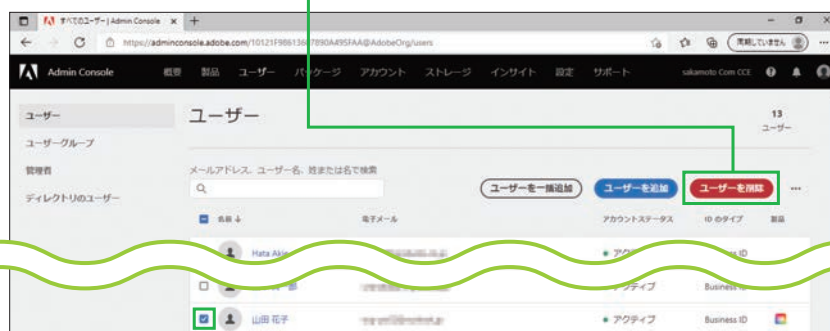 すべてのユーザー | Admin Console
https://adminconsole.adobe.com/10121F98613687890A495FAA@AdobeOrg/users
同期していません
Admin Console 概要 製品 ユーザー パッケージ アカウント ストレージ インサイト 設定 サポート sakamoto Com CCE
ユーザー
ユーザーグループ
管理者
ディレクトリのユーザー
ユーザー
13
ユーザー
メールアドレス、ユーザー名、姓または名で検索
ユーザーを一括追加 ユーザーを追加 ユーザーを削除
名前 電子メール アカウントステータス ID のタイプ 製品
Hata
ID
アクティブ Business ID
山田 花子 アクティブ Business ID